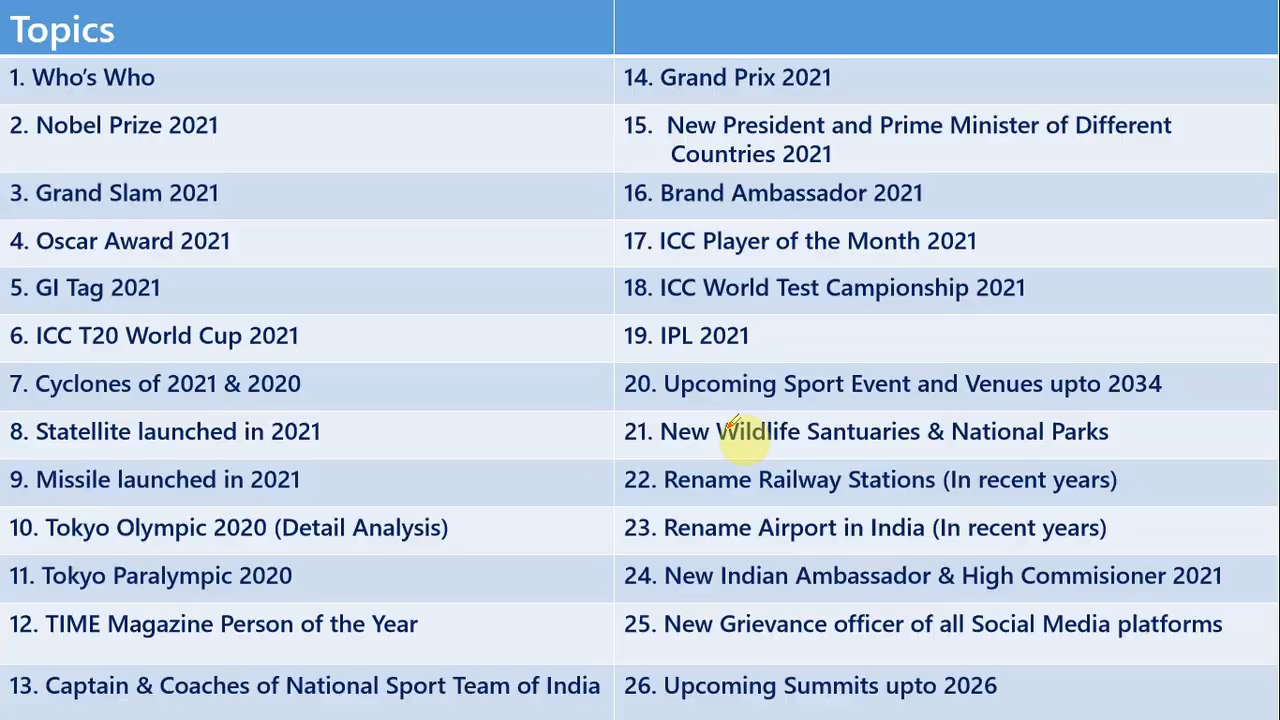 Topics
1. Who's Who
2. Nobel Prize 2021
3. Grand Slam 2021
4. Oscar Award 2021
5. GI Tag 2021
6. ICC T20 World Cup 2021
7. Cyclones of 2021 & 2020
8. Statellite launched in 2021
9. Missile launched in 2021
10. Tokyo Olympic 2020 (Detail Analysis)
11. Tokyo Paralympic 2020
12. TIME Magazine Person of the Year
13. Captain & Coaches of National Sport Team of India
14. Grand Prix 2021
15. New President and Prime Minister of Different
Countries 2021
16. Brand Ambassador 2021
17. ICC Player of the Month 2021
18. ICC World Test Campionship 2021
19. IPL 2021
20. Upcoming Sport Event and Venues upto 2034
21. New Wildlife Santuaries & National Parks
22. Rename Railway Stations (In recent years)
23. Rename Airport in India (In recent years)
24. New Indian Ambassador & High Commisioner 2021
25. New Grievance officer of all Social Media platforms
26. Upcoming Summits upto 2026